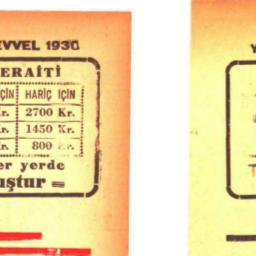 EVVEL 1930
ERAİTİ
ÇİN HARİÇ İÇİN
Kr. 2700 Kr.
Kr. 1450 Kr.
Kr. 800 Kr.
er yerde
uştur =